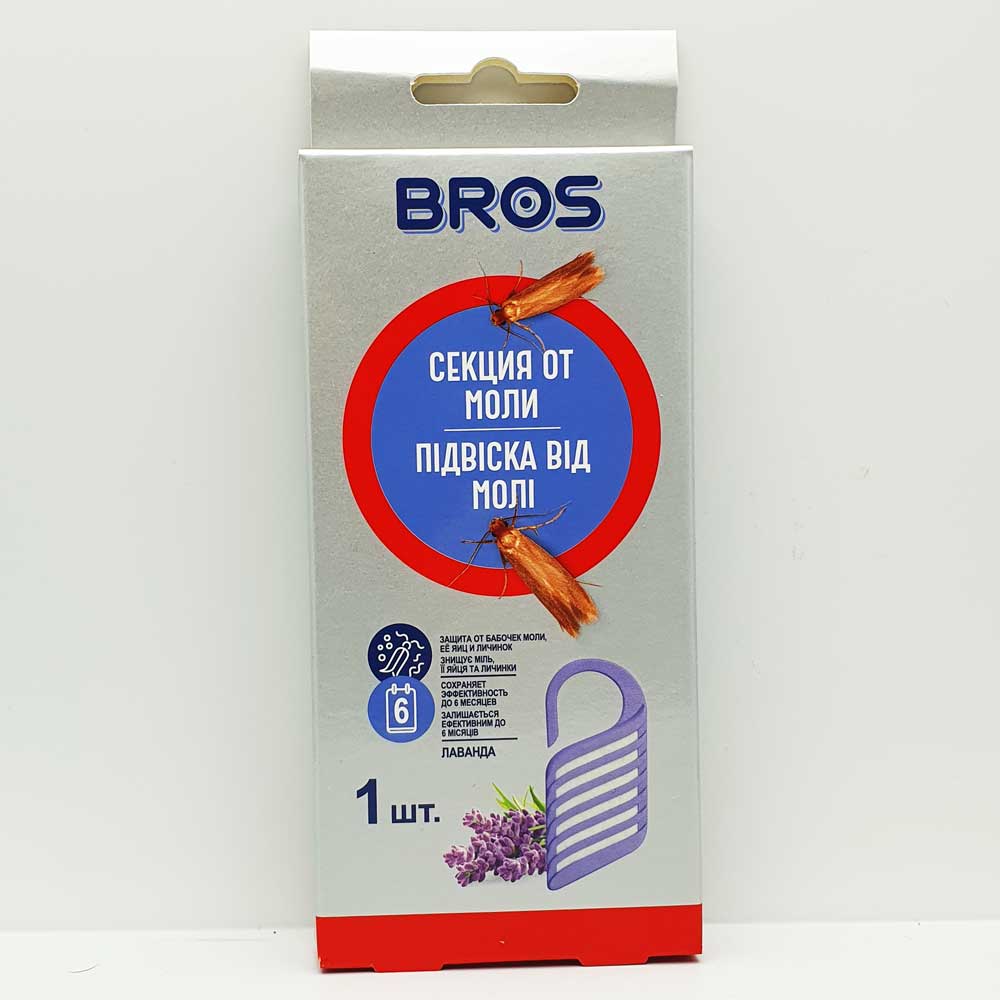 BROS
СЕКЦИЯ ОТ
МОЛИ
ПІДВІСКА ВІД
МОЛІ
ЗАЩИТА ОТ БАБОЧЕК МОЛИ,
ЕЁ ЯИЦ И ЛИЧИНОК
ЗНИЩУЄ МІЛЬ,
ЇЇ ЯЙЦЯ ТА ЛИЧИНКИ
6
СОХРАНЯЕТ
ЭФФЕКТИВНОСТЬ
ДО 6 МЕСЯЦЕВ
ЗАЛИШАЄТЬСЯ
ЕФЕКТИВНИМ ДО
6 МІСЯЦІВ
ЛАВАНДА
1 шт.